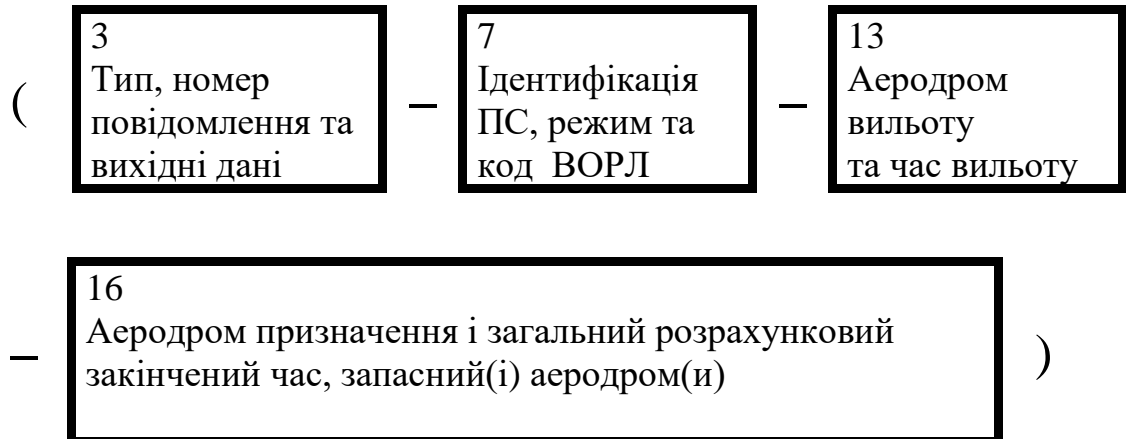 3
Тип, номер
повідомлення та
вихідні дані
7
Ідентифікація
ПС, режим та
код ВОРЛ
13
Аеродром
вильоту
та час вильоту
( – –
16
Аеродром призначення і загальний розрахунковий
закінчений час, запасний(і) аеродром(и)
– )